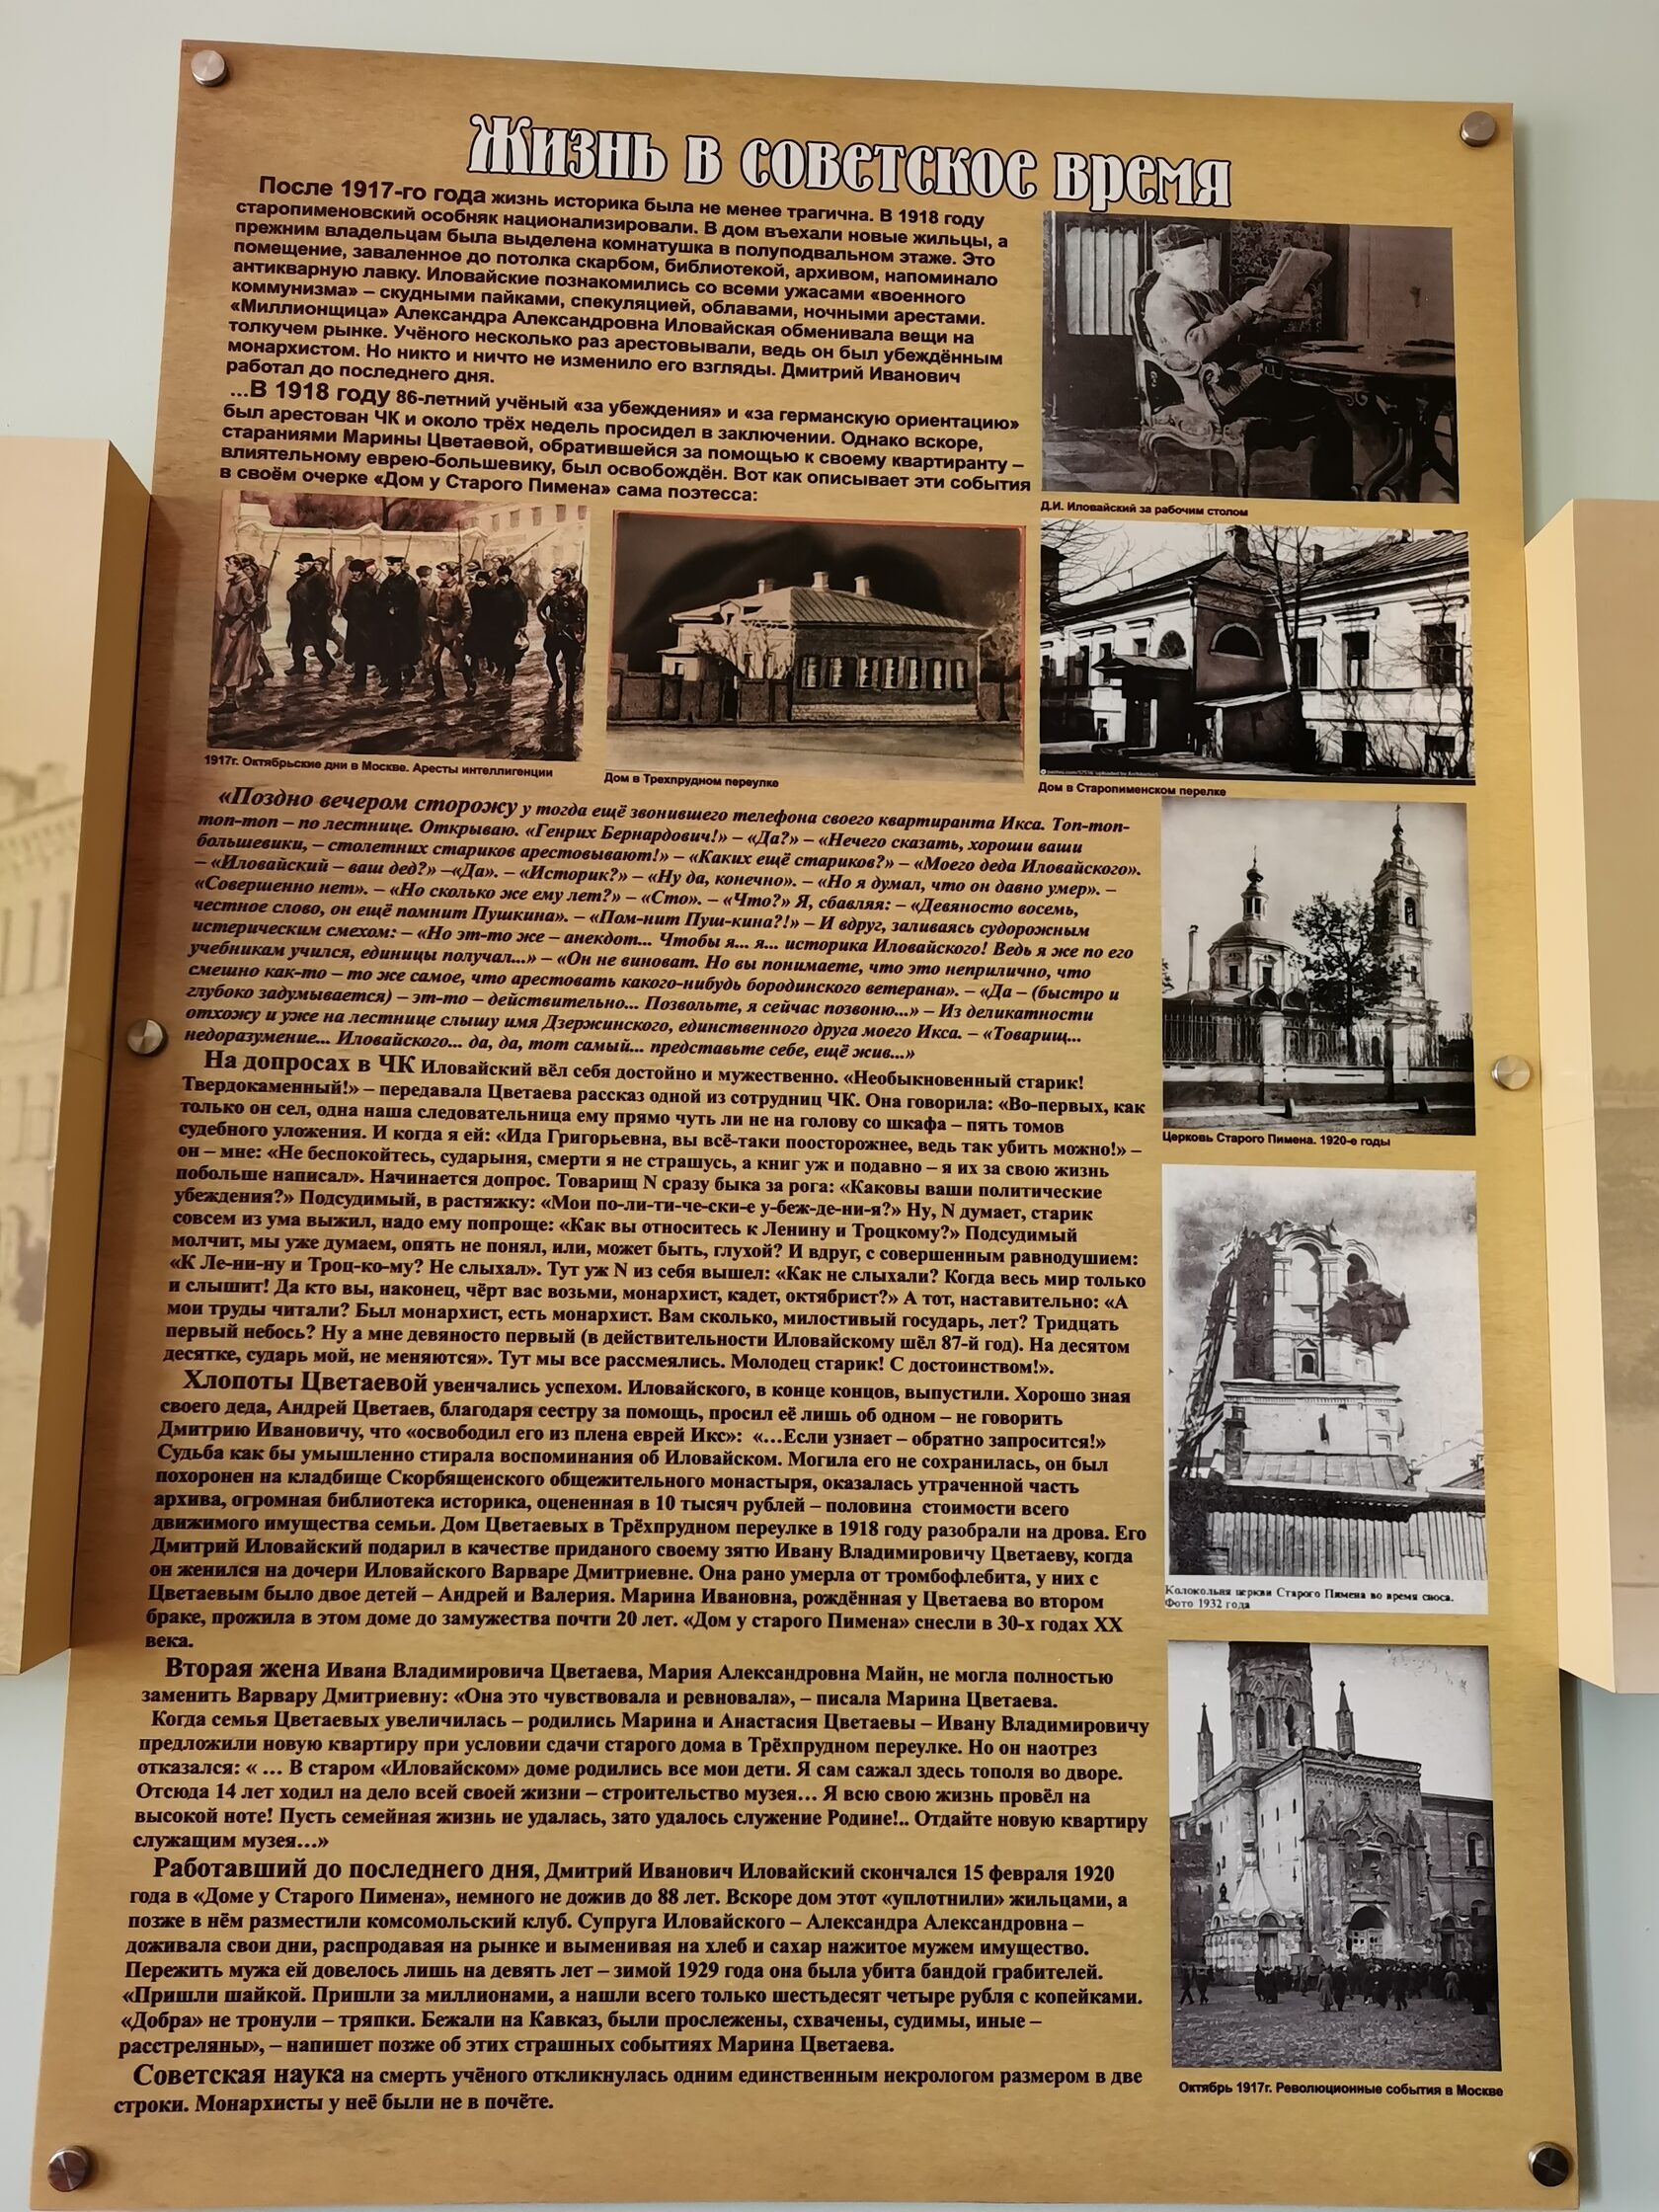 Жизнь в советское время
После 1917-го года жизнь историка была не менее трагична. В 1918 году
старопименовский особняк национализировали. В дом въехали новые жильцы, а
прежним владельцам была выделена комнатушка в полуподвальном этаже. Это
помещение, заваленное до потолка скарбом, библиотекой, архивом, напоминало
антикварную лавку. Иловайские познакомились со всеми ужасами «военного
коммунизма» – скудными пайками, спекуляцией, облавами, ночными арестами.
«Миллионщица» Александра Александровна Иловайская обменивала вещи на
толкучем рынке. Учёного несколько раз арестовывали, ведь он был убеждённым
монархистом. Но никто и ничто не изменило его взгляды. Дмитрий Иванович
работал до последнего дня.
...В 1918 году 86-летний учёный «за убеждения» и «за германскую ориентацию»
был арестован ЧК и около трёх недель просидел в заключении. Однако вскоре,
стараниями Марины Цветаевой, обратившейся за помощью к своему квартиранту –
влиятельному еврею-большевику, был освобождён. Вот как описывает эти события
в своём очерке «Дом у Старого Пимена» сама поэтесса:
Д.И. Иловайский за рабочим столом
1917г. Октябрьские дни в Москве. Аресты интеллигенции
Дом в Трехпрудном переулке
Дом в Старопименском перелке
«Поздно вечером сторожу у тогда ещё звонившего телефона своего квартиранта Икса. Топ-топ-
топ-топ – по лестнице. Открываю. «Генрих Бернардович!» – «Да?» – «Нечего сказать, хороши ваши
большевики, – столетних стариков арестовывают!» – «Каких ещё стариков?» – «Моего деда Иловайского».
– «Иловайский – ваш дед?» –«Да». – «Историк?» – «Ну да, конечно». – «Но я думал, что он давно умер». –
«Совершенно нет». – «Но сколько же ему лет?» – «Сто». – «Что?» Я, сбавляя: – «Девяносто восемь,
честное слово, он ещё помнит Пушкина». – «Пом-нит Пуш-кина?!» – И вдруг, заливаясь судорожным
истерическим смехом: – «Но эт-то же – анекдот... Чтобы я... я... историка Иловайского! Ведь я же по его
учебникам учился, единицы получал...» – «Он не виноват. Но вы понимаете, что это неприлично, что
смешно как-то – то же самое, что арестовать какого-нибудь бородинского ветерана». – «Да – (быстро и
глубоко задумывается) – эт-то – действительно... Позвольте, я сейчас позвоню...» – Из деликатности
отхожу и уже на лестнице слышу имя Дзержинского, единственного друга моего Икса. – «Товарищ...
недоразумение... Иловайского... да, да, тот самый... представьте себе, ещё жив...»
На допросах в ЧК Иловайский вёл себя достойно и мужественно. «Необыкновенный старик!
Твердокаменный!» – передавала Цветаева рассказ одной из сотрудниц ЧК. Она говорила: «Во-первых, как
только он сел, одна наша следовательница ему прямо чуть ли не на голову со шкафа – пять томов
судебного уложения. И когда я ей: «Ида Григорьевна, вы всё-таки поосторожнее, ведь так убить можно!» –
он – мне: «Не беспокойтесь, сударыня, смерти я не страшусь, а книг уж и подавно – я их за свою жизнь
побольше написал». Начинается допрос. Товарищ N сразу быка за рога: «Каковы ваши политические
убеждения?» Подсудимый, в растяжку: «Мои по-ли-ти-че-ски-е у-беж-де-ни-я?» Ну, N думает, старик
совсем из ума выжил, надо ему попроще: «Как вы относитесь к Ленину и Троцкому?» Подсудимый
молчит, мы уже думаем, опять не понял, или, может быть, глухой? И вдруг, с совершенным равнодушием:
«К Ле-ни-ну и Троц-ко-му? Не слыхал». Тут уж N из себя вышел: «Как не слыхали? Когда весь мир только
и слышит! Да кто вы, наконец, чёрт вас возьми, монархист, кадет, октябрист?» А тот, наставительно: «А
мои труды читали? Был монархист, есть монархист. Вам сколько, милостивый государь, лет? Тридцать
первый небось? Ну а мне девяносто первый (в действительности Иловайскому шёл 87-й год). На десятом
десятке, сударь мой, не меняются». Тут мы все рассмеялись. Молодец старик! С достоинством!».
Хлопоты Цветаевой увенчались успехом. Иловайского, в конце концов, выпустили. Хорошо зная
своего деда, Андрей Цветаев, благодаря сестру за помощь, просил её лишь об одном – не говорить
Дмитрию Ивановичу, что «освободил его из плена еврей Икс»: «…Если узнает – обратно запросится!»
Судьба как бы умышленно стирала воспоминания об Иловайском. Могила его не сохранилась, он был
похоронен на кладбище Скорбященского общежительного монастыря, оказалась утраченной часть
архива, огромная библиотека историка, оцененная в 10 тысяч рублей – половина стоимости всего
движимого имущества семьи. Дом Цветаевых в Трёхпрудном переулке в 1918 году разобрали на дрова. Его
Дмитрий Иловайский подарил в качестве приданого своему зятю Ивану Владимировичу Цветаеву, когда
он женился на дочери Иловайского Варваре Дмитриевне. Она рано умерла от тромбофлебита, у них с
Цветаевым было двое детей – Андрей и Валерия. Марина Ивановна, рождённая у Цветаева во втором
браке, прожила в этом доме до замужества почти 20 лет. «Дом у старого Пимена» снесли в 30-х годах XX
века.
Вторая жена Ивана Владимировича Цветаева, Мария Александровна Майн, не могла полностью
заменить Варвару Дмитриевну: «Она это чувствовала и ревновала», – писала Марина Цветаева.
Когда семья Цветаевых увеличилась – родились Марина и Анастасия Цветаевы – Ивану Владимировичу
предложили новую квартиру при условии сдачи старого дома в Трёхпрудном переулке. Но он наотрез
отказался: « … В старом «Иловайском» доме родились все мои дети. Я сам сажал здесь тополя во дворе.
Отсюда 14 лет ходил на дело всей своей жизни – строительство музея… Я всю свою жизнь провёл на
высокой ноте! Пусть семейная жизнь не удалась, зато удалось служение Родине!.. Отдайте новую квартиру
служащим музея…»
Работавший до последнего дня, Дмитрий Иванович Иловайский скончался 15 февраля 1920
года в «Доме у Старого Пимена», немного не дожив до 88 лет. Вскоре дом этот «уплотнили» жильцами, а
позже в нём разместили комсомольский клуб. Супруга Иловайского – Александра Александровна –
доживала свои дни, распродавая на рынке и выменивая на хлеб и сахар нажитое мужем имущество.
Пережить мужа ей довелось лишь на девять лет – зимой 1929 года она была убита бандой грабителей.
«Пришли шайкой. Пришли за миллионами, а нашли всего только шестьдесят четыре рубля с копейками.
«Добра» не тронули – тряпки. Бежали на Кавказ, были прослежены, схвачены, судимы, иные –
расстреляны», – напишет позже об этих страшных событиях Марина Цветаева.
Советская наука на смерть учёного откликнулась одним единственным некрологом размером в две
строки. Монархисты у неё были не в почёте.
Церковь Старого Пимена. 1920-е годы
Колокольня церкви Старого Пимена во время сноса.
Фото 1932 года
Октябрь 1917г. Революционные события в Москве